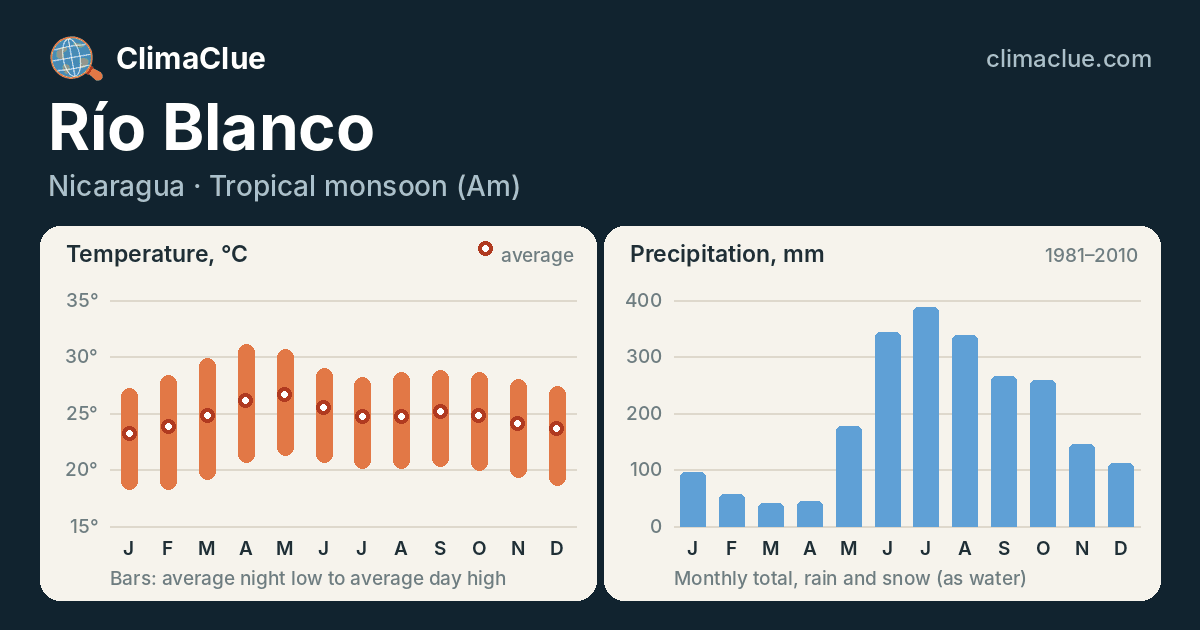 ClimaClue
climaclue.com
Río Blanco
Nicaragua · Tropical monsoon (Am)
Temperature, °C
average
35°
30°
25°
20°
15°
J F M A M J J A S O N D
Bars: average night low to average day high
Precipitation, mm
1981–2010
400
300
200
100
0
J F M A M J J A S O N D
Monthly total, rain and snow (as water)